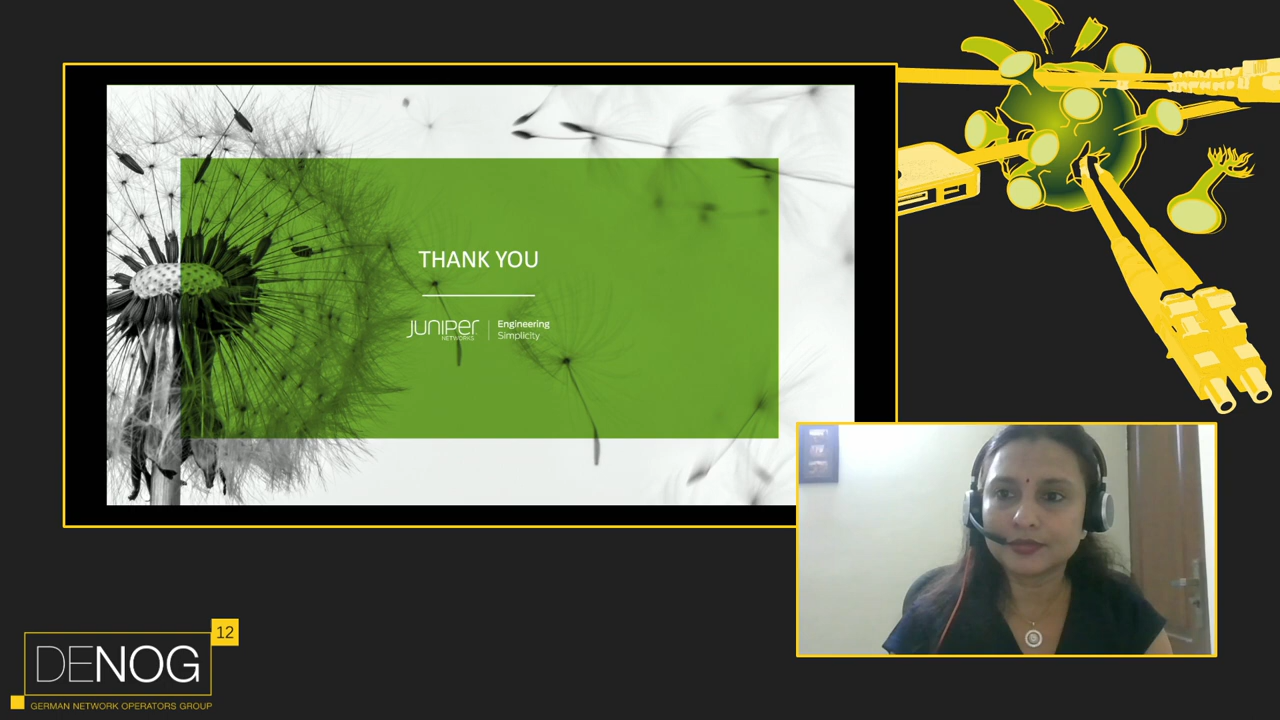 THANK YOU
JUNIPER
NETWORKS
Engineering
Simplicity
12
DENOG
GERMAN NETWORK OPERATORS GROUP